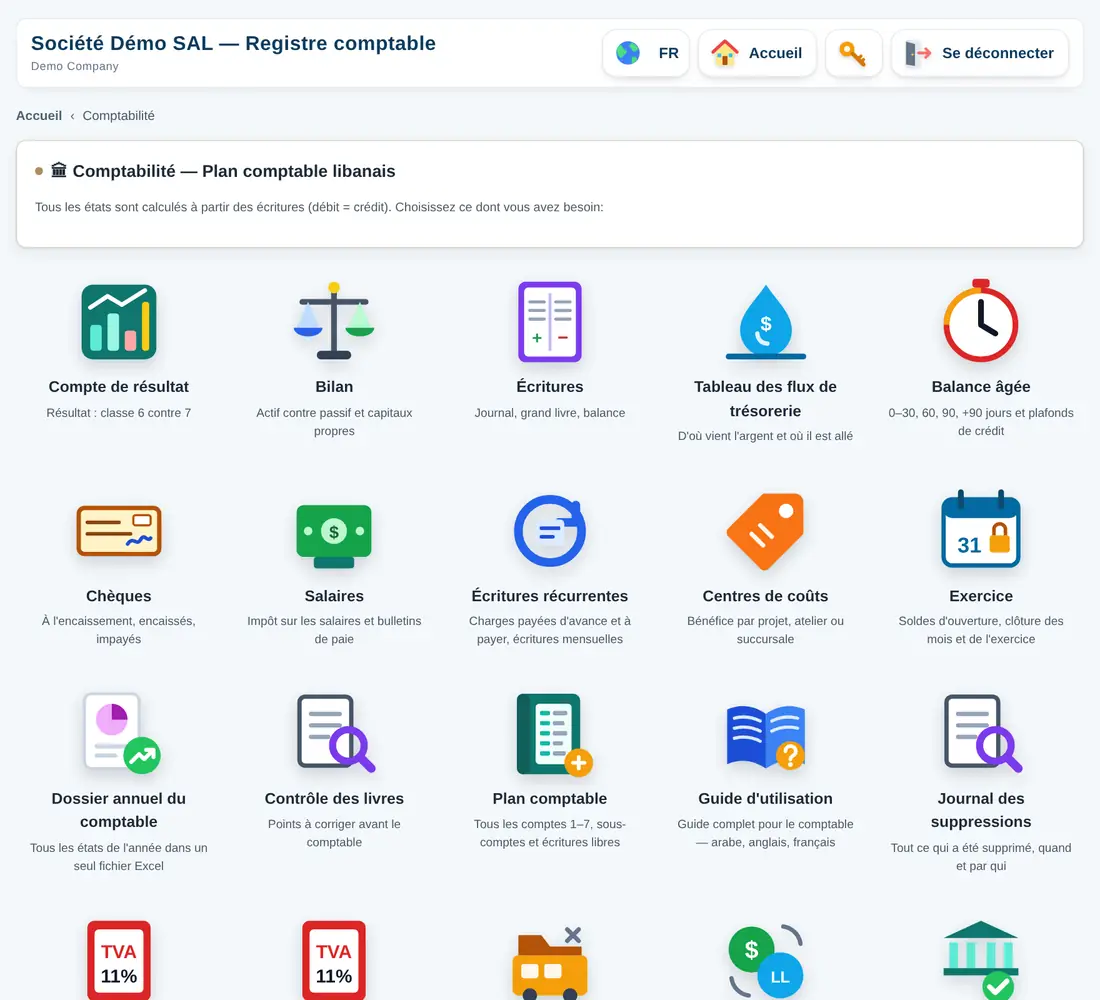 Société Démo SAL — Registre comptable
Demo Company
FR
Accueil
Se déconnecter
Accueil ‹ Comptabilité
Comptabilité — Plan comptable libanais
Tous les états sont calculés à partir des écritures (débit = crédit). Choisissez ce dont vous avez besoin:
Compte de résultat
Résultat : classe 6 contre 7
Bilan
Actif contre passif et capitaux
propres
Écritures
Journal, grand livre, balance
$
Tableau des flux de
trésorerie
D'où vient l'argent et où il est allé
Balance âgée
0–30, 60, 90, +90 jours et plafonds
de crédit
Chèques
À l'encaissement, encaissés,
impayés
$
Salaires
Impôt sur les salaires et bulletins
de paie
Écritures récurrentes
Charges payées d'avance et à
payer, écritures mensuelles
Centres de coûts
Bénéfice par projet, atelier ou
succursale
31
Exercice
Soldes d'ouverture, clôture des
mois et de l'exercice
Dossier annuel du
comptable
Tous les états de l'année dans un
seul fichier Excel
Contrôle des livres
Points à corriger avant le
comptable
Plan comptable
Tous les comptes 1–7, sous-
comptes et écritures libres
?
Guide d'utilisation
Guide complet pour le comptable
— arabe, anglais, français
Journal des
suppressions
Tout ce qui a été supprimé, quand
et par qui
TVA
11%
TVA
11%
$
LL